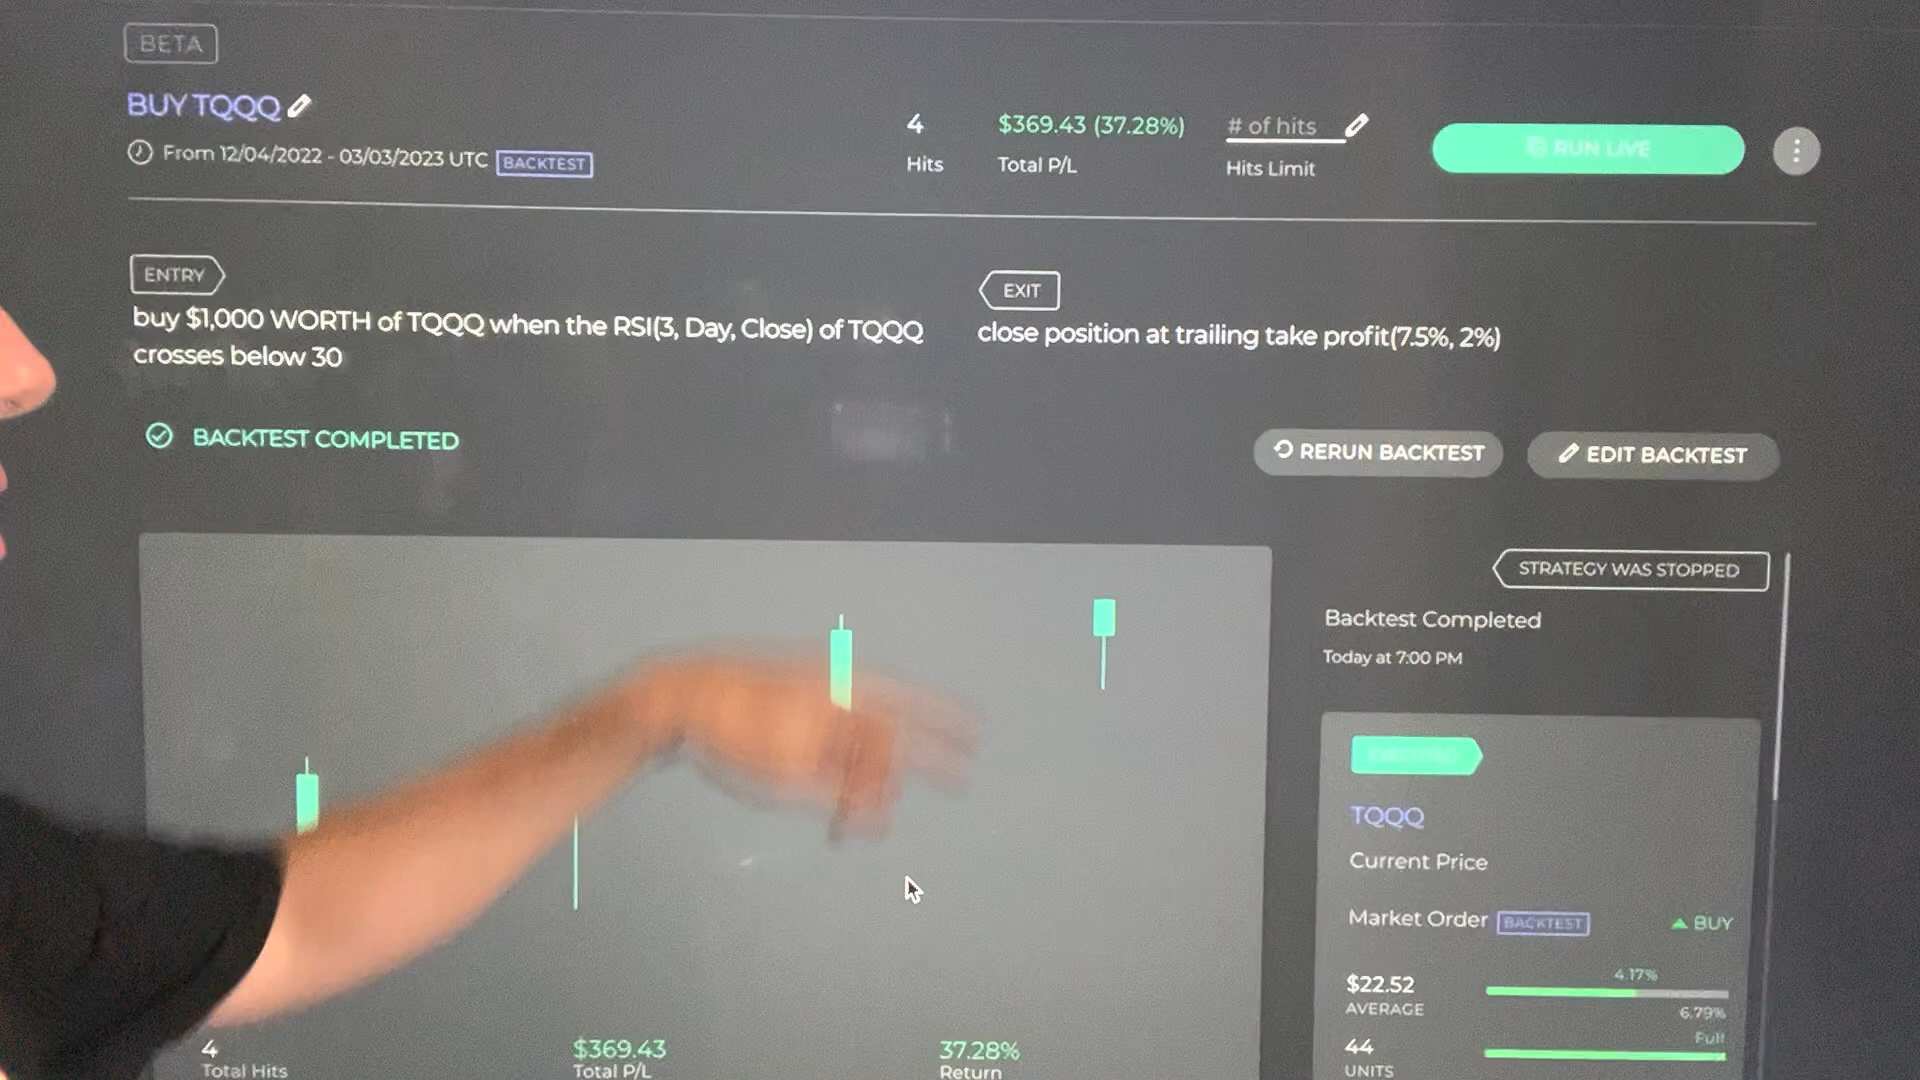 BETA
BUY TQQQ
From 12/04/2022 - 03/03/2023 UTC BACKTEST
4
Hits
$369.43 (37.28%)
Total P/L
# of hits
Hits Limit
RUN LIVE
ENTRY
buy $1,000 WORTH of TQQQ when the RSI(3, Day, Close) of TQQQ
crosses below 30
EXIT
close position at trailing take profit(7.5%, 2%)
BACKTEST COMPLETED
RERUN BACKTEST
EDIT BACKTEST
STRATEGY WAS STOPPED
Backtest Completed
Today at 7:00 PM
TQQQ
Current Price
Market Order BACKTEST BUY
$22.52
AVERAGE
4.17%
6.79%
44
UNITS
Full
4
Total Hits
$369.43
Total P/L
37.28%
Return